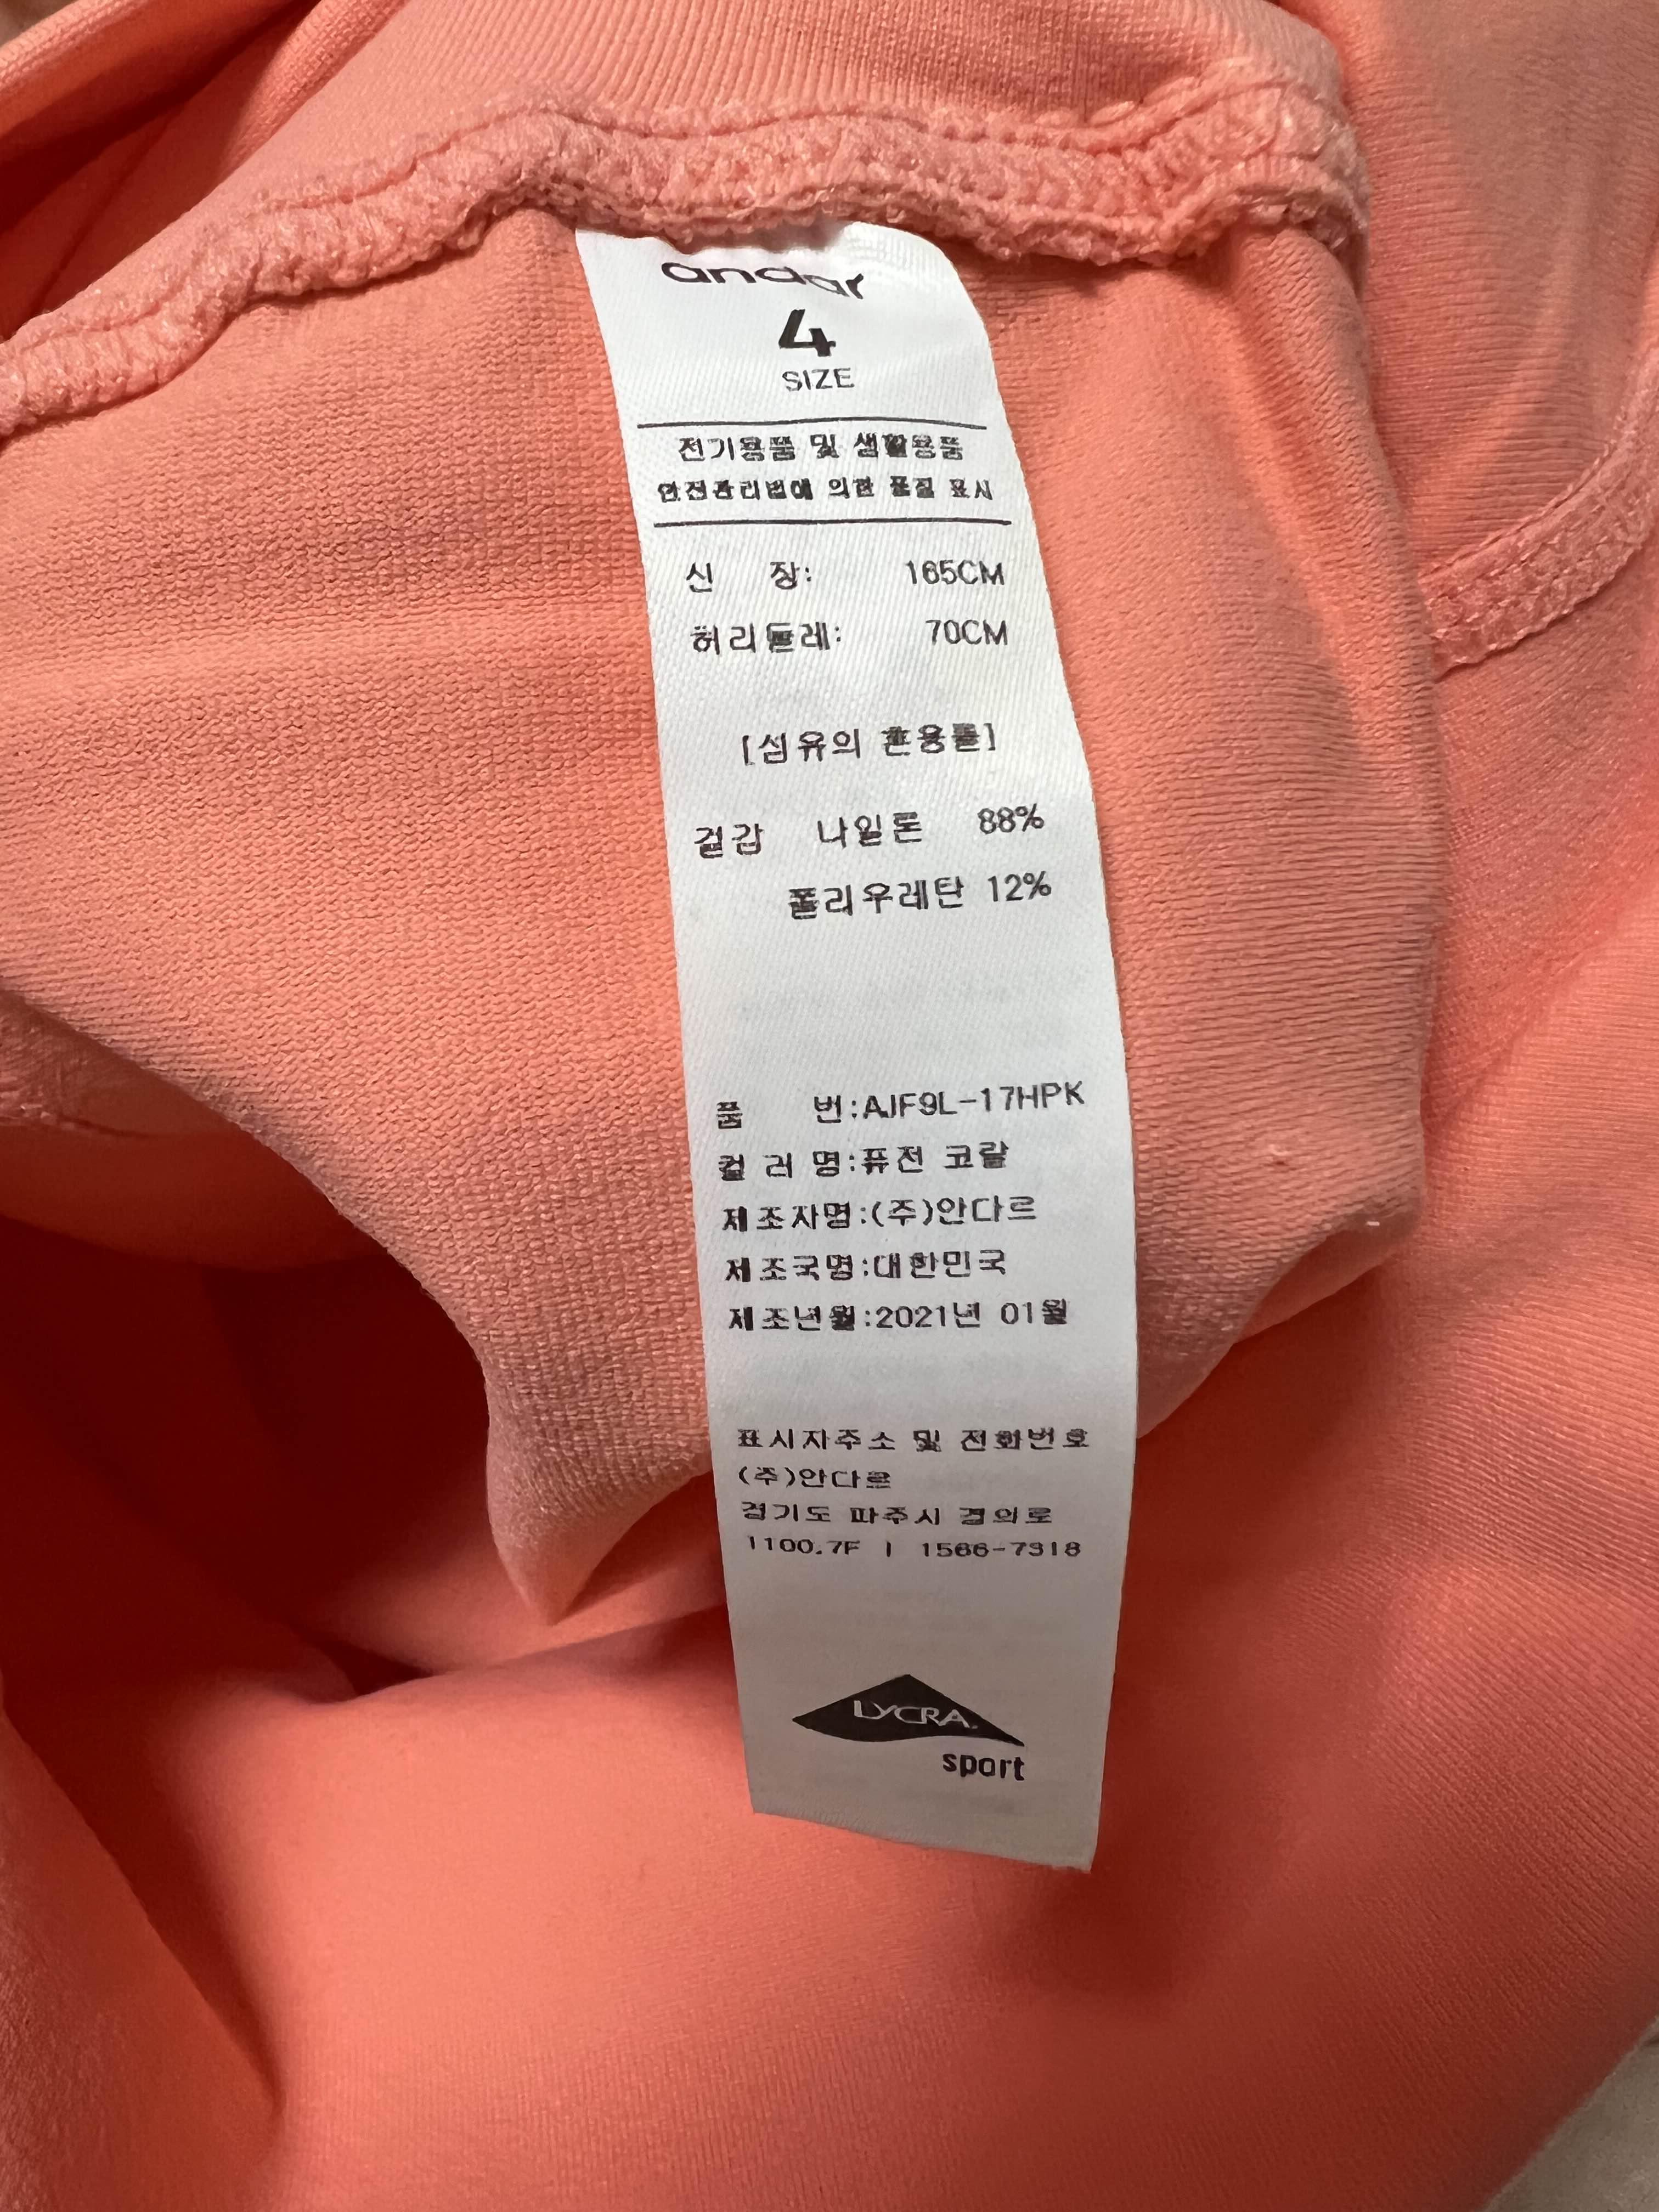 andar
4
SIZE
전기용품 및 생활용품
안전관리법에 의한 품질 표시
신 장: 165CM
허리둘레: 70CM
[섬유의 혼용률]
겉감 나일론 88%
폴리우레탄 12%
품 번:AJF9L-17HPK
컬 러 명:퓨전 코랄
제조자명:(주)안다르
제조국명:대한민국
제조년월:2021년 01월
표시자주소 및 전화번호
(주)안다르
경기도 파주시 경의로
1100.7F | 1566-7318
LYCRA®
sport